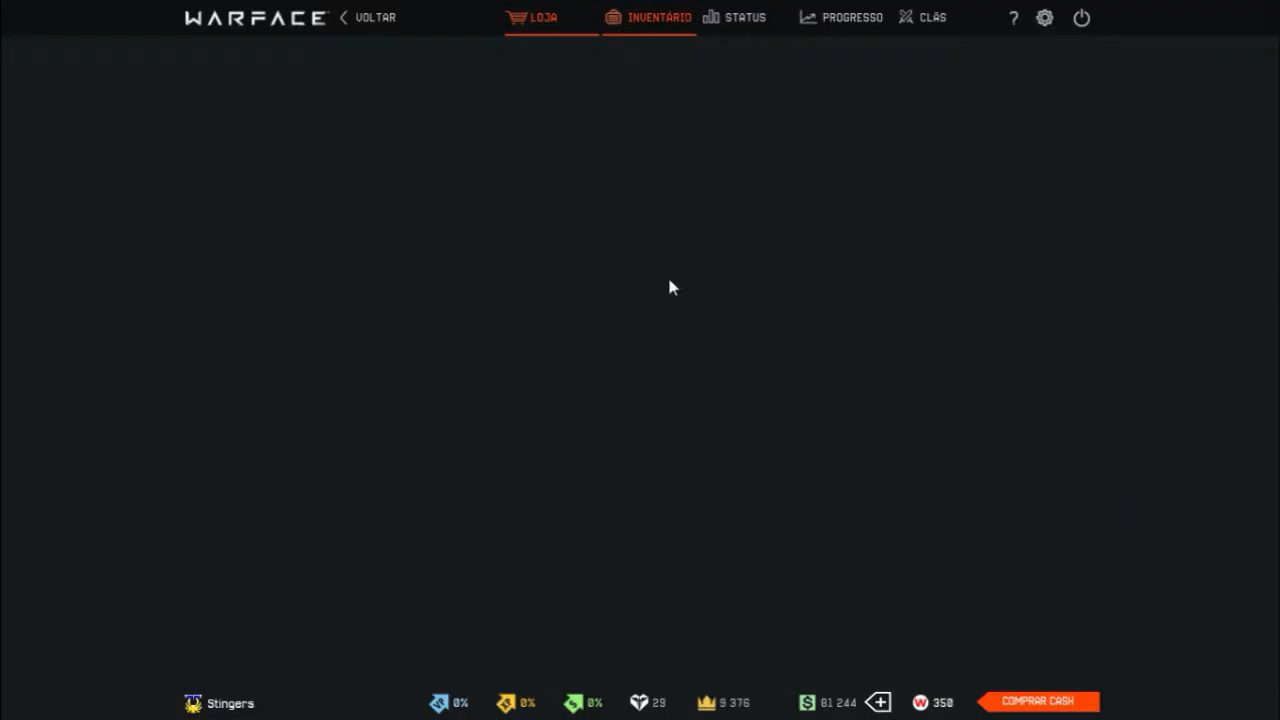 WARFACE VOLTAR LOJA INVENTÁRIO STATUS PROGRESSO CLÃS ?
Stingers 0% 0% 0% 29 9 376 $ 81 244 + W 350 COMPRAR CASH